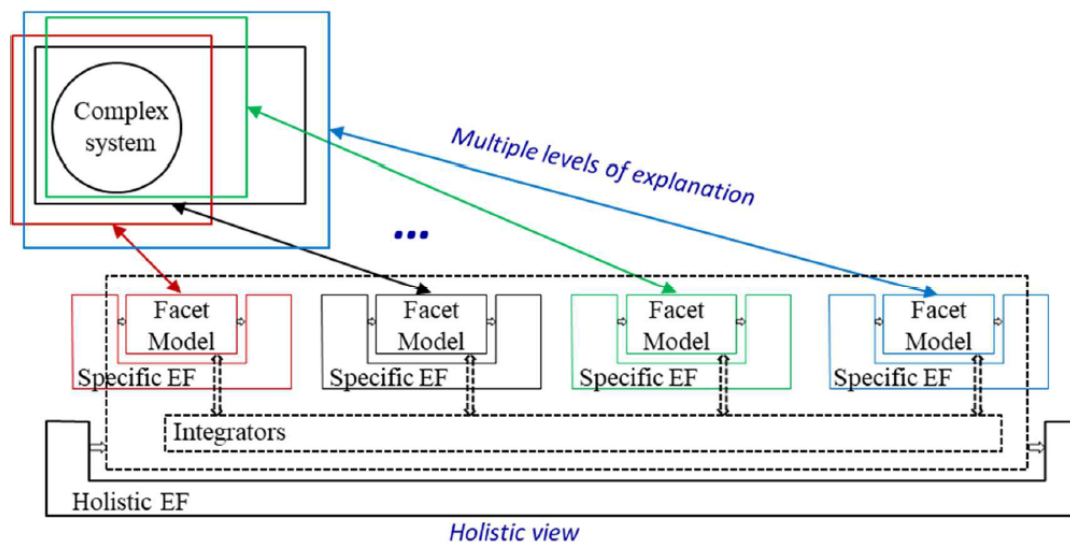 Complex
system
Multiple levels of explanation
...
Facet
Model
Specific EF
Facet
Model
Specific EF
Facet
Model
Specific EF
Facet
Model
Specific EF
Integrators
Holistic EF
Holistic view